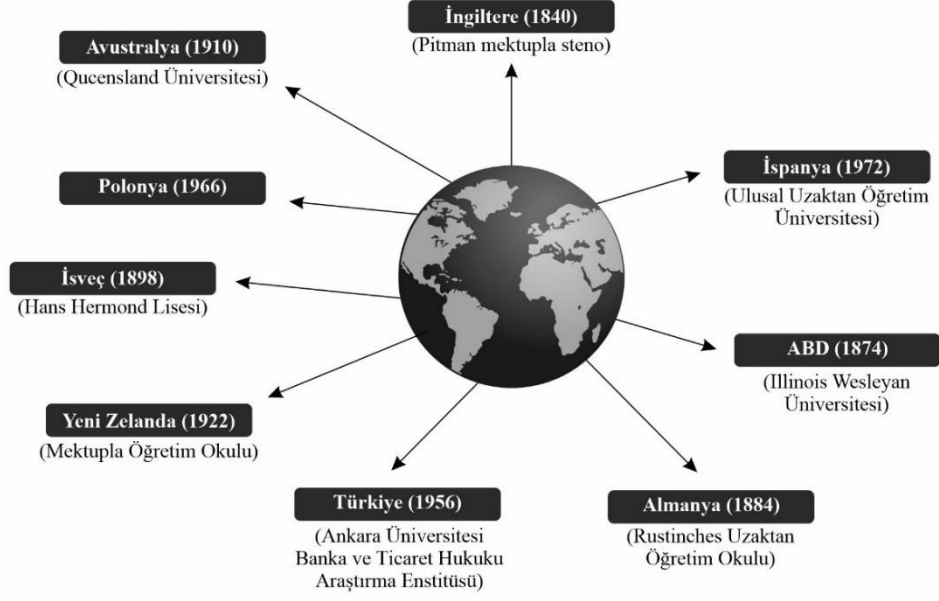 İngiltere (1840)
(Pitman mektupla steno)
Avustralya (1910)
(Qucensland Üniversitesi)
İspanya (1972)
(Ulusal Uzaktan Öğretim
Üniversitesi)
Polonya (1966)
İsveç (1898)
(Hans Hermond Lisesi)
ABD (1874)
(Illinois Wesleyan
Üniversitesi)
Yeni Zelanda (1922)
(Mektupla Öğretim Okulu)
Türkiye (1956)
(Ankara Üniversitesi
Banka ve Ticaret Hukuku
Araştırma Enstitüsü)
Almanya (1884)
(Rustinches Uzaktan
Öğretim Okulu)